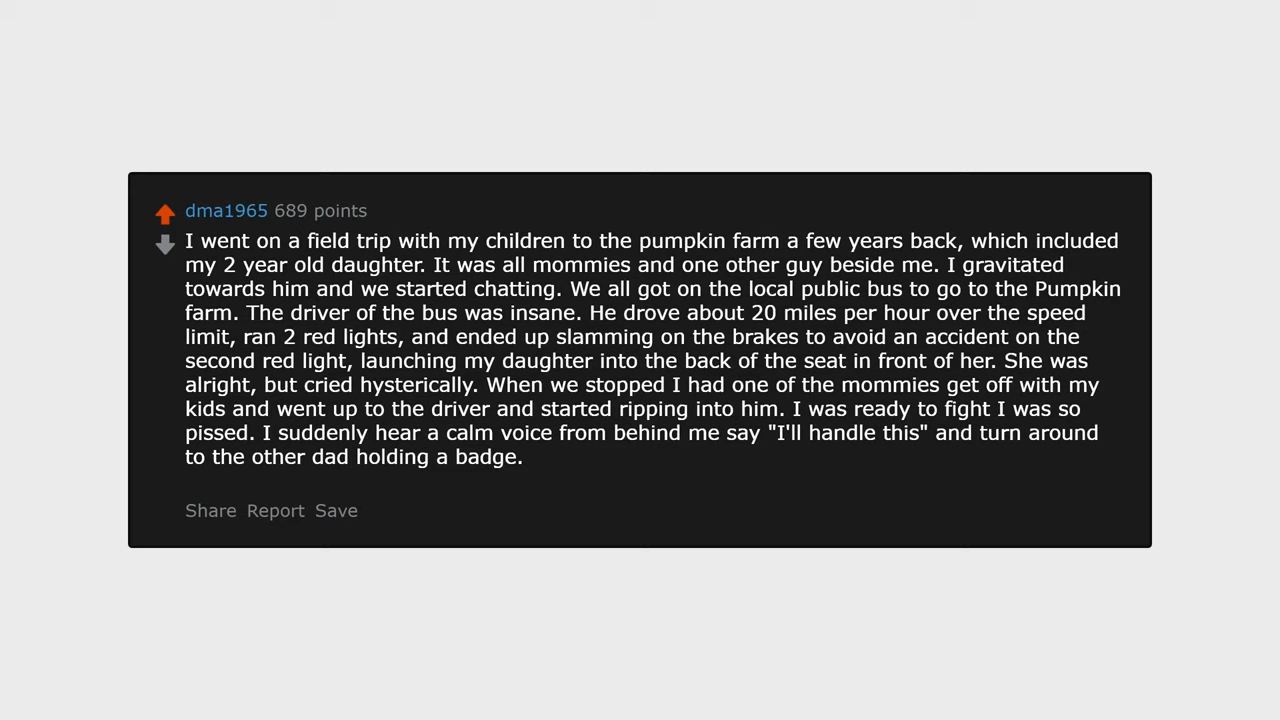 dma1965 689 points
I went on a field trip with my children to the pumpkin farm a few years back, which included
my 2 year old daughter. It was all mommies and one other guy beside me. I gravitated
towards him and we started chatting. We all got on the local public bus to go to the Pumpkin
farm. The driver of the bus was insane. He drove about 20 miles per hour over the speed
limit, ran 2 red lights, and ended up slamming on the brakes to avoid an accident on the
second red light, launching my daughter into the back of the seat in front of her. She was
alright, but cried hysterically. When we stopped I had one of the mommies get off with my
kids and went up to the driver and started ripping into him. I was ready to fight I was so
pissed. I suddenly hear a calm voice from behind me say "I'll handle this" and turn around
to the other dad holding a badge.
Share Report Save